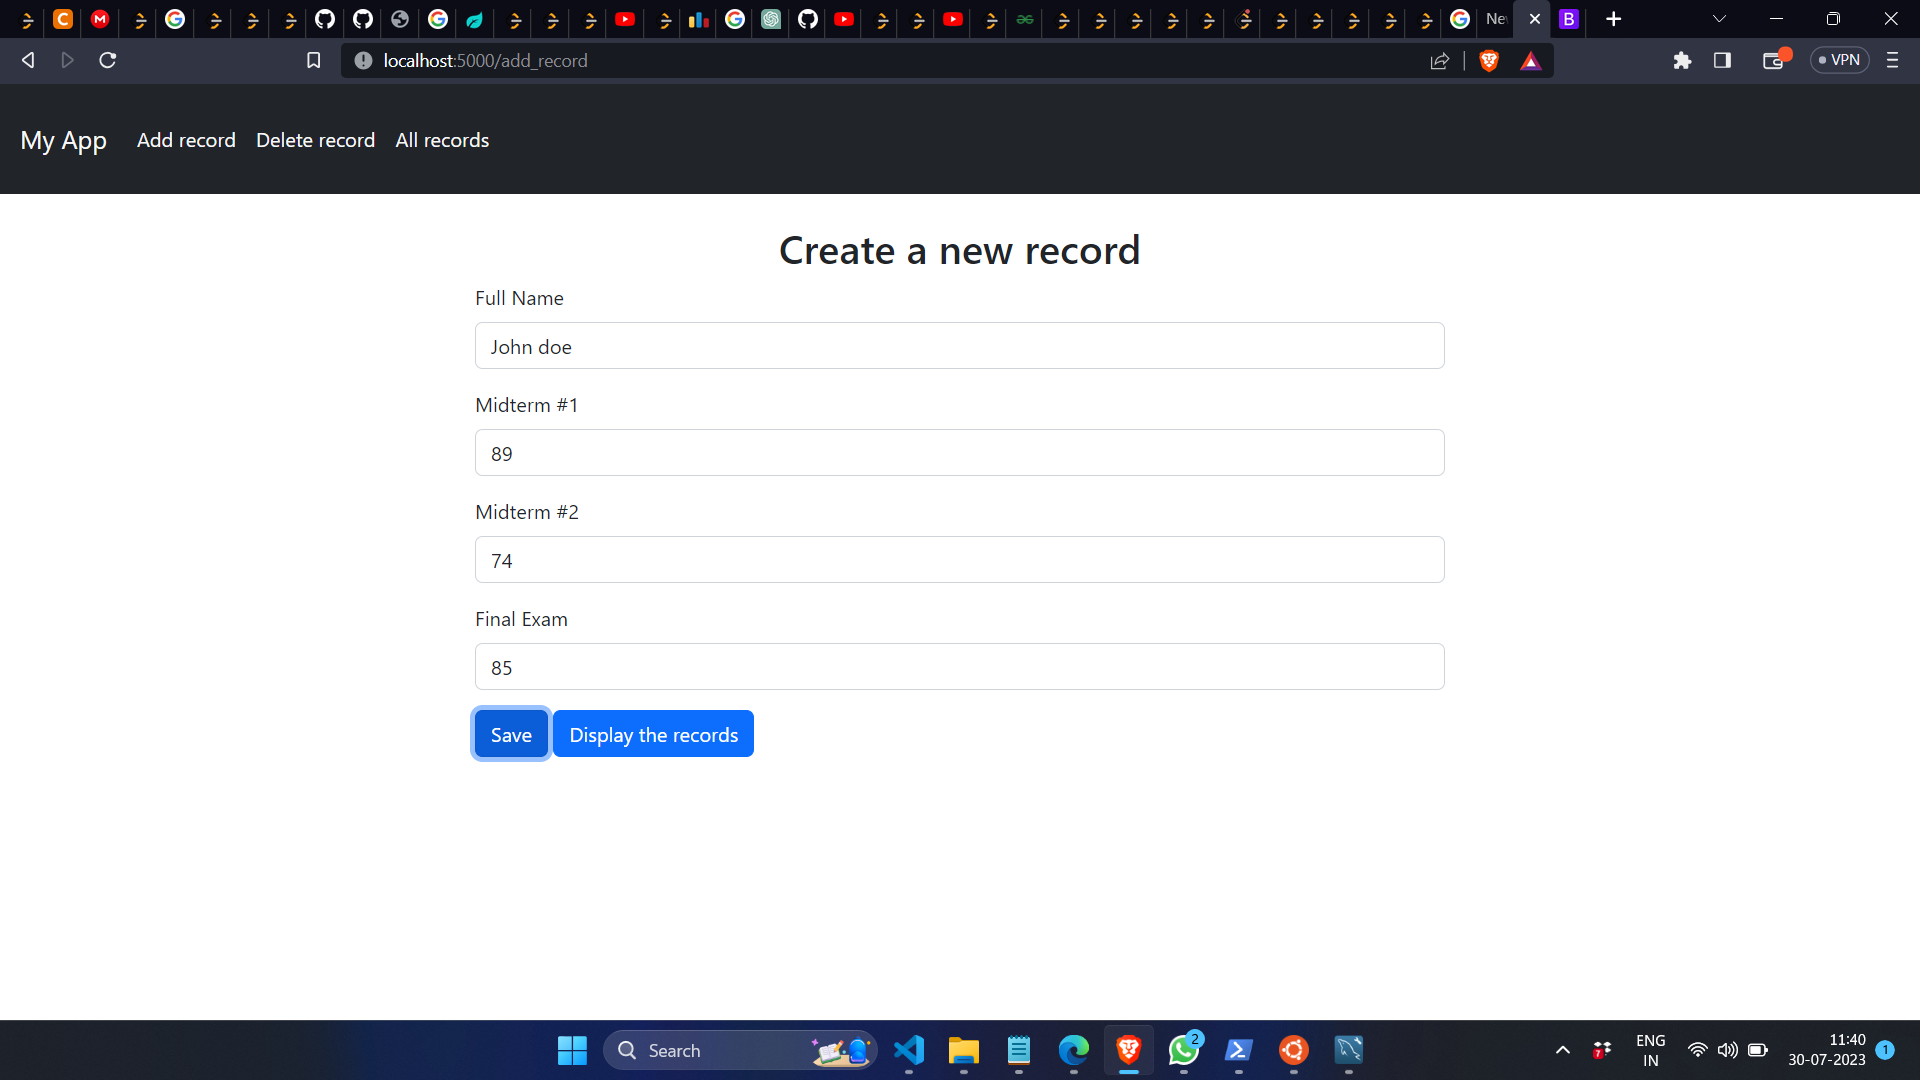 Ne
localhost:5000/add_record
VPN
My App Add record Delete record All records
Create a new record
Full Name
John doe
Midterm #1
89
Midterm #2
74
Final Exam
85
Save Display the records
Search
2
7
ENG
IN
11:40
30-07-2023
1